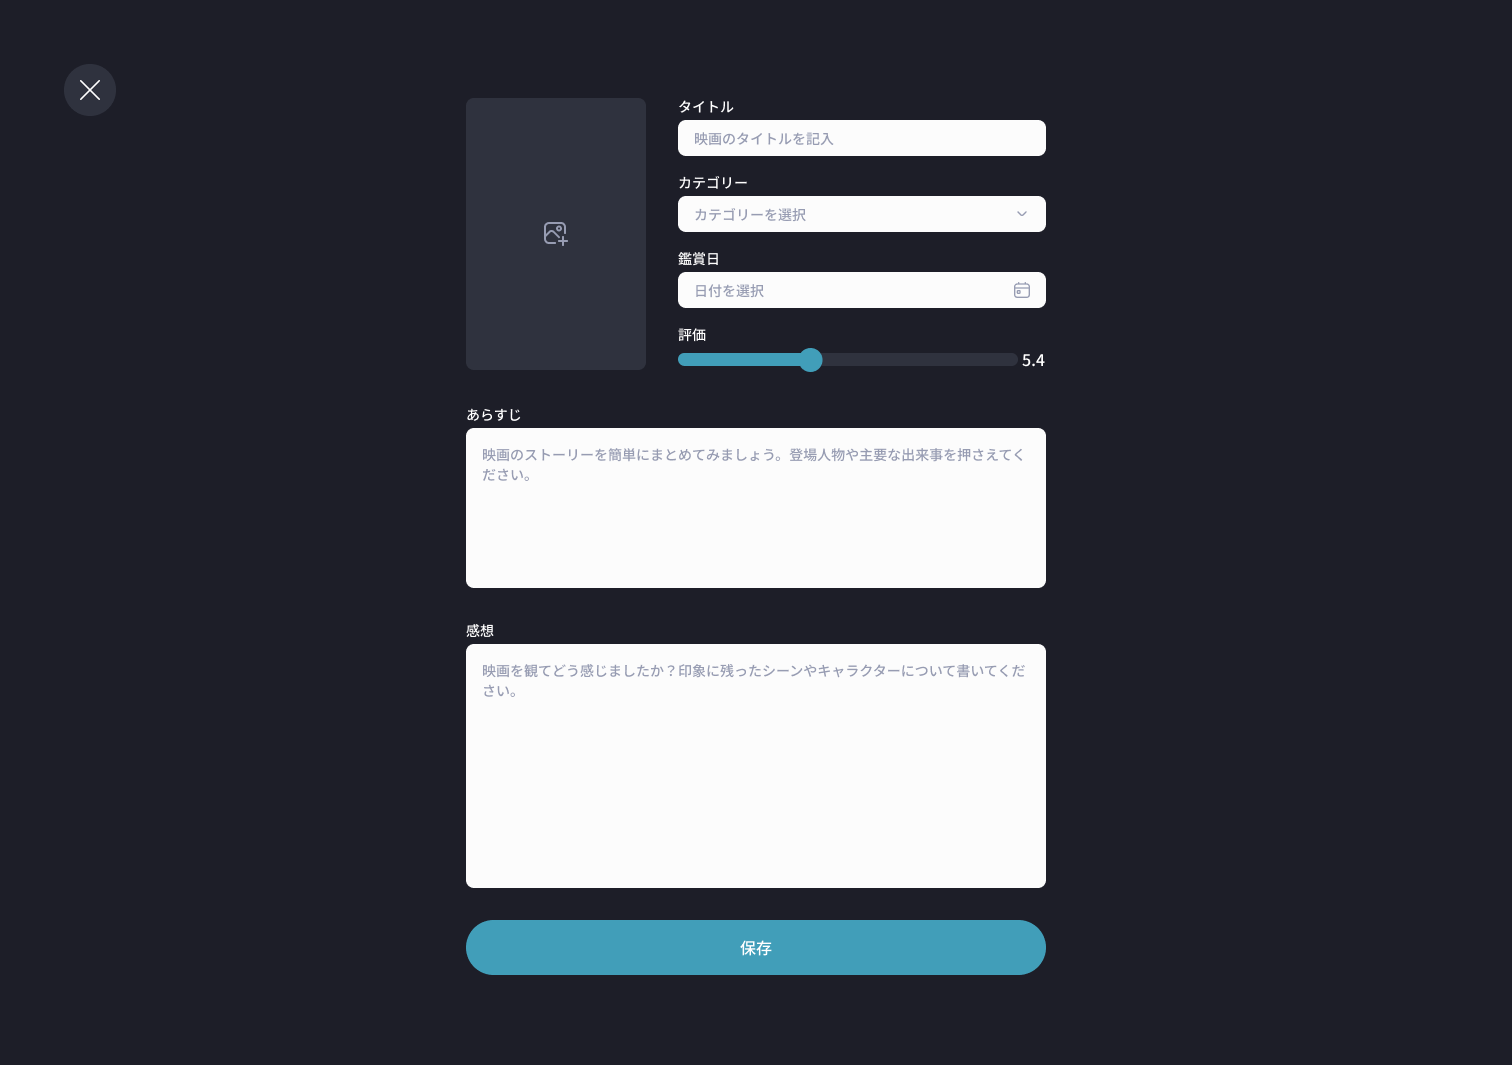 タイトル
映画のタイトルを記入
カテゴリー
カテゴリーを選択
鑑賞日
日付を選択
評価
5.4
あらすじ
映画のストーリーを簡単にまとめてみましょう。登場人物や主要な出来事を押さえてく
ださい。
感想
映画を観てどう感じましたか？印象に残ったシーンやキャラクターについて書いてくだ
さい。
保存